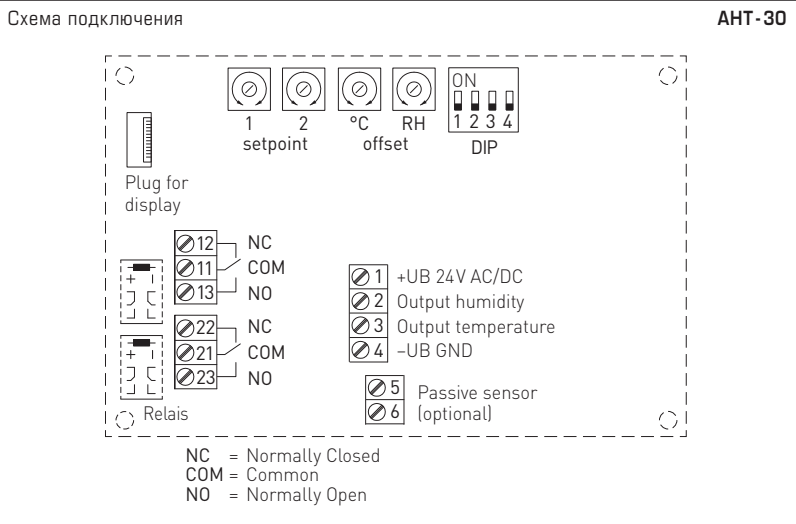 Схема подключения
AHT-30
ON
1 2 3 4
DIP
1 2 °C RH
setpoint offset
Plug for
display
12 NC
11 COM
13 NO
+ –
22 NC
21 COM
23 NO
+ –
Relais
1 +UB 24V AC/DC
2 Output humidity
3 Output temperature
4 –UB GND
5 Passive sensor
6 (optional)
NC = Normally Closed
COM = Common
NO = Normally Open